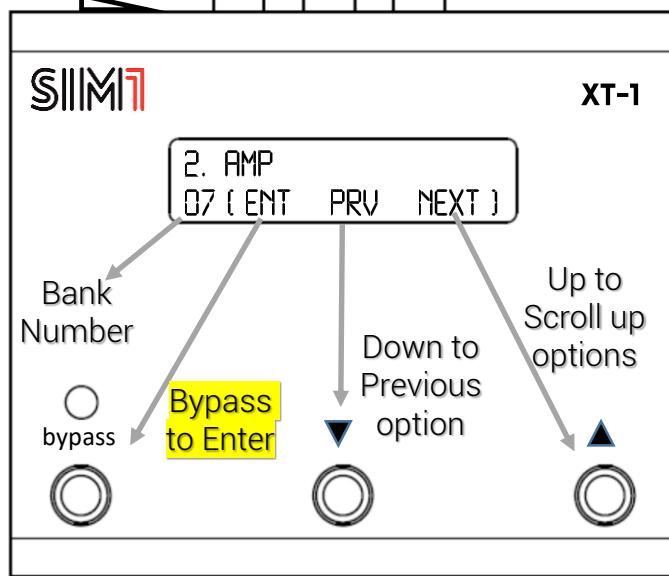 SIM1
XT-1
2. AMP
07 ( ENT PRV NEXT )
Bank
Number
Up to
Scroll up
options
Down to
Previous
option
Bypass
to Enter
bypass